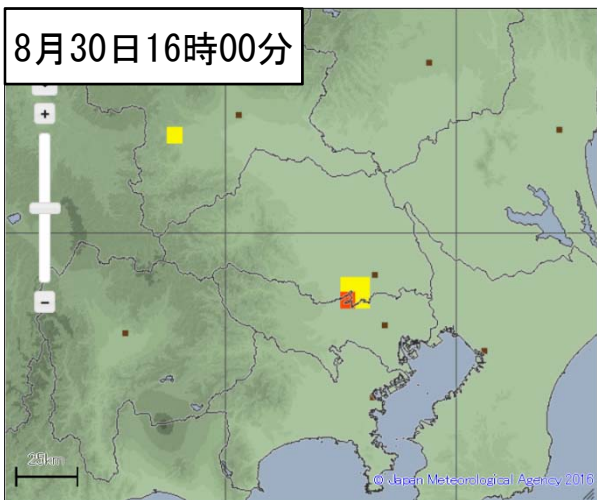 8月30日16時00分
+
−
25km
© Japan Meteorological Agency 2016